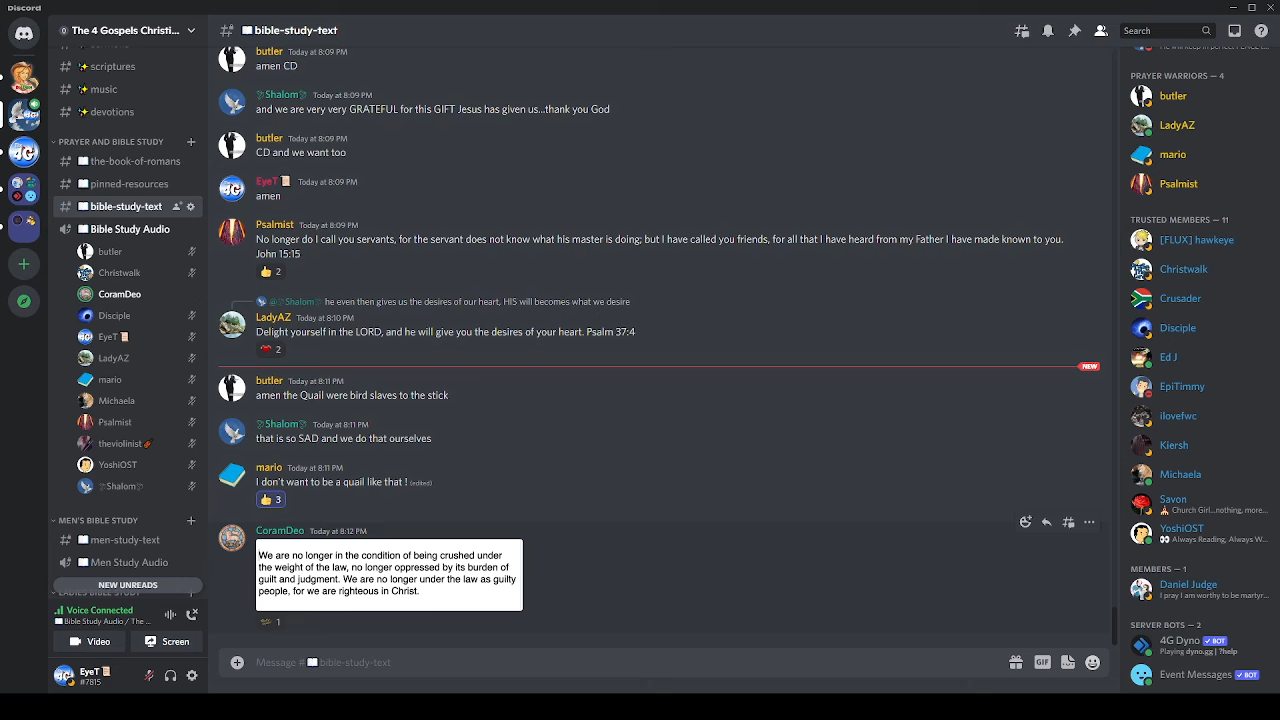 Discord
The 4 Gospels Christi...
bible-study-text
Search
scriptures
music
devotions
PRAYER AND BIBLE STUDY
the-book-of-romans
pinned-resources
bible-study-text
Bible Study Audio
butler
Christwalk
CoramDeo
Disciple
EyeT
LadyAZ
mario
Michaela
Psalmist
theviolinist
YoshiOST
Shalom
MEN'S BIBLE STUDY
men-study-text
Men Study Audio
NEW UNREADS
LADIES BIBLE STUDY
Voice Connected
Bible Study Audio / The ...
Video
Screen
EyeT
#7815
butler Today at 8:09 PM
amen CD
Shalom Today at 8:09 PM
and we are very very GRATEFUL for this GIFT Jesus has given us...thank you God
butler Today at 8:09 PM
CD and we want too
EyeT Today at 8:09 PM
4G
amen
Psalmist Today at 8:09 PM
No longer do I call you servants, for the servant does not know what his master is doing; but I have called you friends, for all that I have heard from my Father I have made known to you.
John 15:15
2
@Shalom he even then gives us the desires of our heart, HIS will becomes what we desire
LadyAZ Today at 8:10 PM
Delight yourself in the LORD, and he will give you the desires of your heart. Psalm 37:4
2
NEW
butler Today at 8:11 PM
amen the Quail were bird slaves to the stick
Shalom Today at 8:11 PM
that is so SAD and we do that ourselves
mario Today at 8:11 PM
I don't want to be a quail like that ! (edited)
3
CoramDeo Today at 8:12 PM
We are no longer in the condition of being crushed under
the weight of the law, no longer oppressed by its burden of
guilt and judgment. We are no longer under the law as guilty
people, for we are righteous in Christ.
1
Message # bible-study-text
GIF
PRAYER WARRIORS — 4
butler
LadyAZ
mario
Psalmist
TRUSTED MEMBERS — 11
[FLUX] hawkeye
Christwalk
Crusader
Disciple
Ed J
EpiTimmy
ilovefwc
Kiersh
Michaela
Savon
Church Girl...nothing, more...
YoshiOST
Always Reading, Always W...
MEMBERS — 1
Daniel Judge
I pray I am worthy to be martyr...
SERVER BOTS — 2
4G Dyno BOT
Playing dyno.gg | ?help
Event Messages BOT